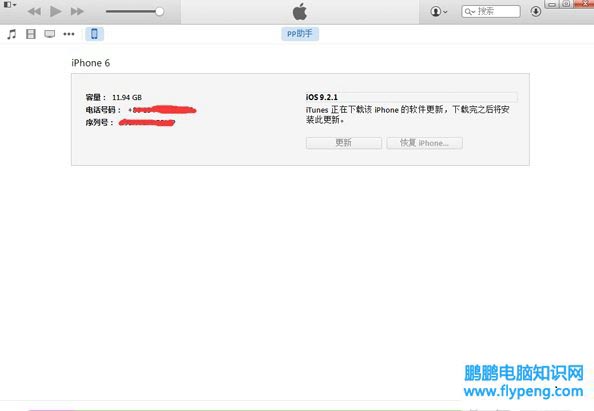 搜索
PP助手
iPhone 6
容量： 11.94 GB
电话号码： +
序列号：
iOS 9.2.1
iTunes 正在下载该 iPhone 的软件更新，下载完之后将安
装此更新。
更新
恢复 iPhone...
鹏鹏电脑知识网
www.flypeng.com